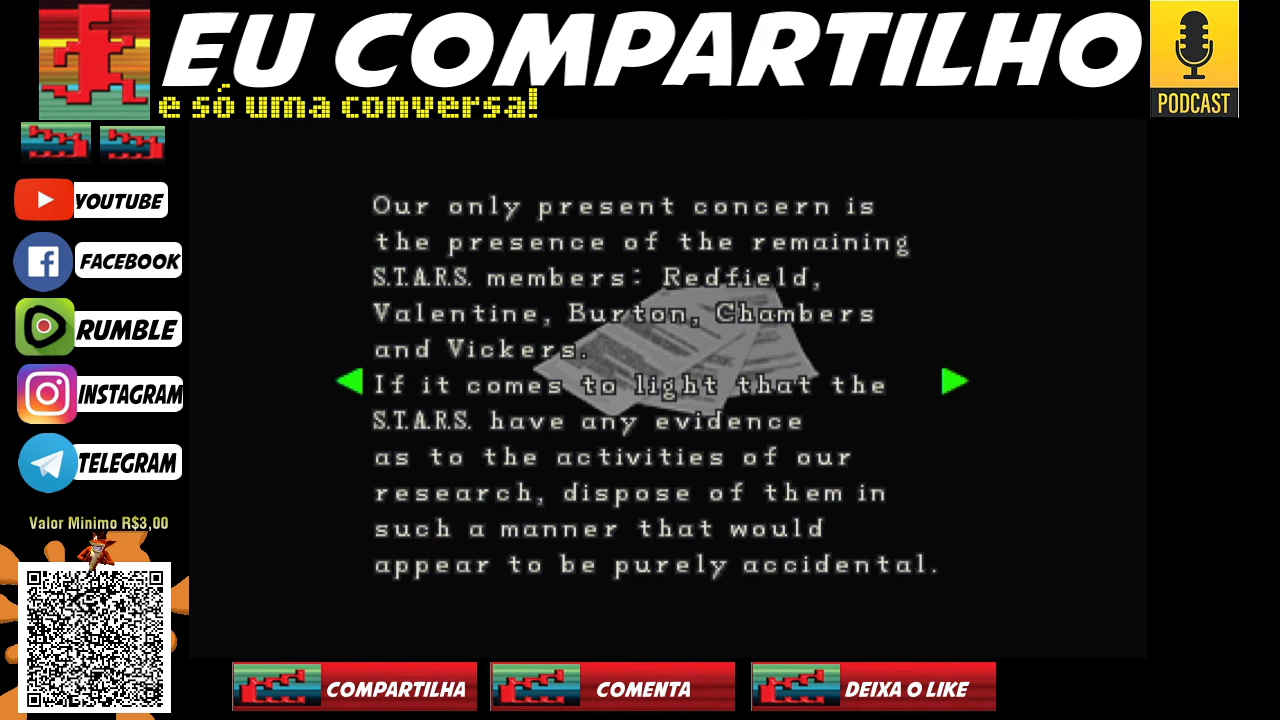 EU COMPARTILHO
e só uma conversa!
PODCAST
YOUTUBE
FACEBOOK
RUMBLE
INSTAGRAM
TELEGRAM
Valor Minimo R$3,00
Our only present concern is
the presence of the remaining
S.T.A.R.S. members: Redfield,
Valentine, Burton, Chambers
and Vickers.
If it comes to light that the
S.T.A.R.S. have any evidence
as to the activities of our
research, dispose of them in
such a manner that would
appear to be purely accidental.
COMPARTILHA
COMENTA
DEIXA O LIKE